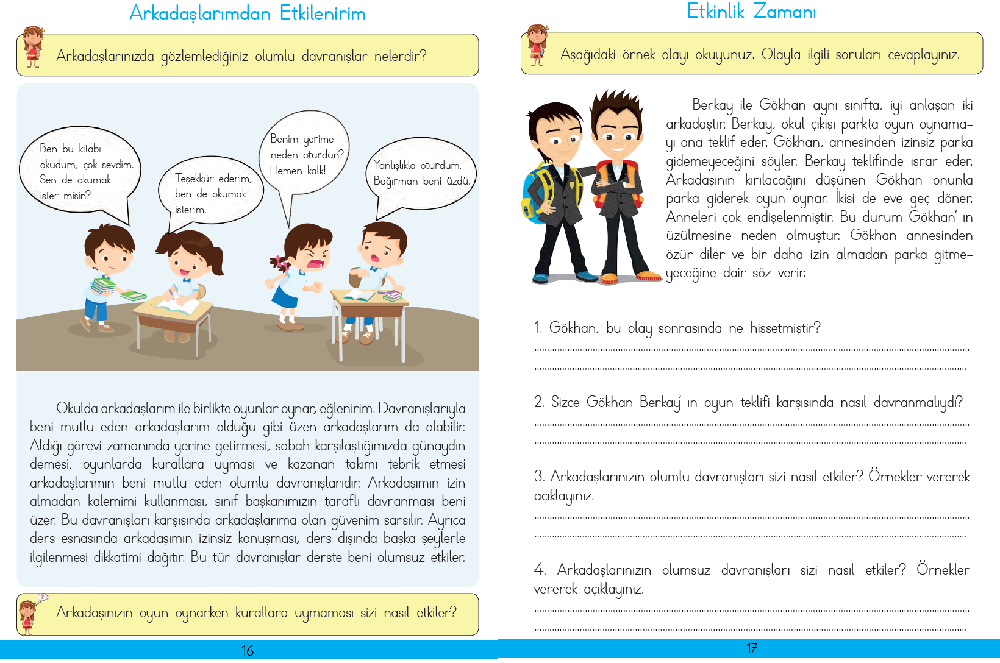 Arkadaşlarımdan Etkilenirim
Arkadaşlarınızda gözlemlediğiniz olumlu davranışlar nelerdir?
Ben bu kitabı
okudum, çok sevdim.
Sen de okumak
ister misin?
Teşekkür ederim,
ben de okumak
isterim.
Benim yerime
neden oturdun?
Hemen kalk!
Yanlışlıkla oturdum.
Bağırman beni üzdü.
Okulda arkadaşlarım ile birlikte oyunlar oynar, eğlenirim. Davranışlarıyla
beni mutlu eden arkadaşlarım olduğu gibi üzen arkadaşlarım da olabilir.
Aldığı görevi zamanında yerine getirmesi, sabah karşılaştığımızda günaydın
demesi, oyunlarda kurallara uyması ve kazanan takımı tebrik etmesi
arkadaşlarımın beni mutlu eden olumlu davranışlarıdır. Arkadaşımın izin
almadan kalemimi kullanması, sınıf başkanımızın taraflı davranması beni
üzer. Bu davranışları karşısında arkadaşlarıma olan güvenim sarsılır. Ayrıca
ders esnasında arkadaşımın izinsiz konuşması, ders dışında başka şeylerle
ilgilenmesi dikkatimi dağıtır. Bu tür davranışlar derste beni olumsuz etkiler.
?
Arkadaşınızın oyun oynarken kurallara uymaması sizi nasıl etkiler?
16
Etkinlik Zamanı
Aşağıdaki örnek olayı okuyunuz. Olayla ilgili soruları cevaplayınız.
Berkay ile Gökhan aynı sınıfta, iyi anlaşan iki
arkadaştır. Berkay, okul çıkışı parkta oyun oynama-
yı ona teklif eder. Gökhan, annesinden izinsiz parka
gidemeyeceğini söyler. Berkay teklifinde ısrar eder.
Arkadaşının kırılacağını düşünen Gökhan onunla
parka giderek oyun oynar. İkisi de eve geç döner.
Anneleri çok endişelenmiştir. Bu durum Gökhan' ın
üzülmesine neden olmuştur. Gökhan annesinden
özür diler ve bir daha izin almadan parka gitme-
yeceğine dair söz verir.
1. Gökhan, bu olay sonrasında ne hissetmiştir?
2. Sizce Gökhan Berkay' ın oyun teklifi karşısında nasıl davranmalıydı?
3. Arkadaşlarınızın olumlu davranışları sizi nasıl etkiler? Örnekler vererek
açıklayınız.
4. Arkadaşlarınızın olumsuz davranışları sizi nasıl etkiler? Örnekler
vererek açıklayınız.
17